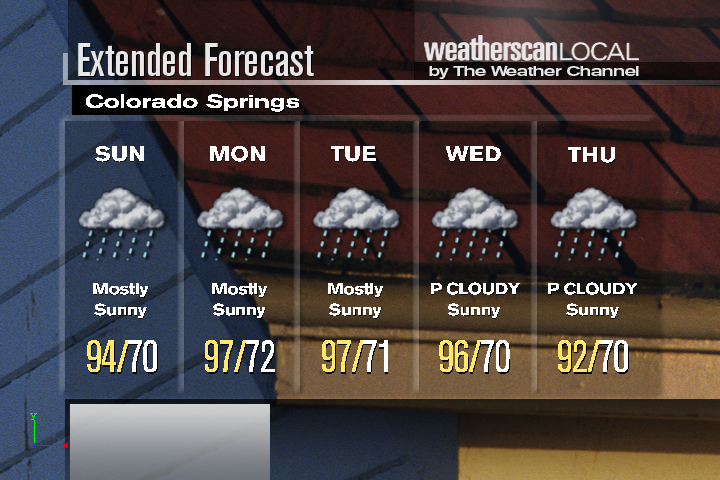 Extended Forecast
weatherscanLOCAL
by The Weather Channel
Colorado Springs
SUN MON TUE WED THU
Mostly Mostly Mostly P CLOUDY P CLOUDY
Sunny Sunny Sunny Sunny Sunny
94/70 97/72 97/71 96/70 92/70
Y